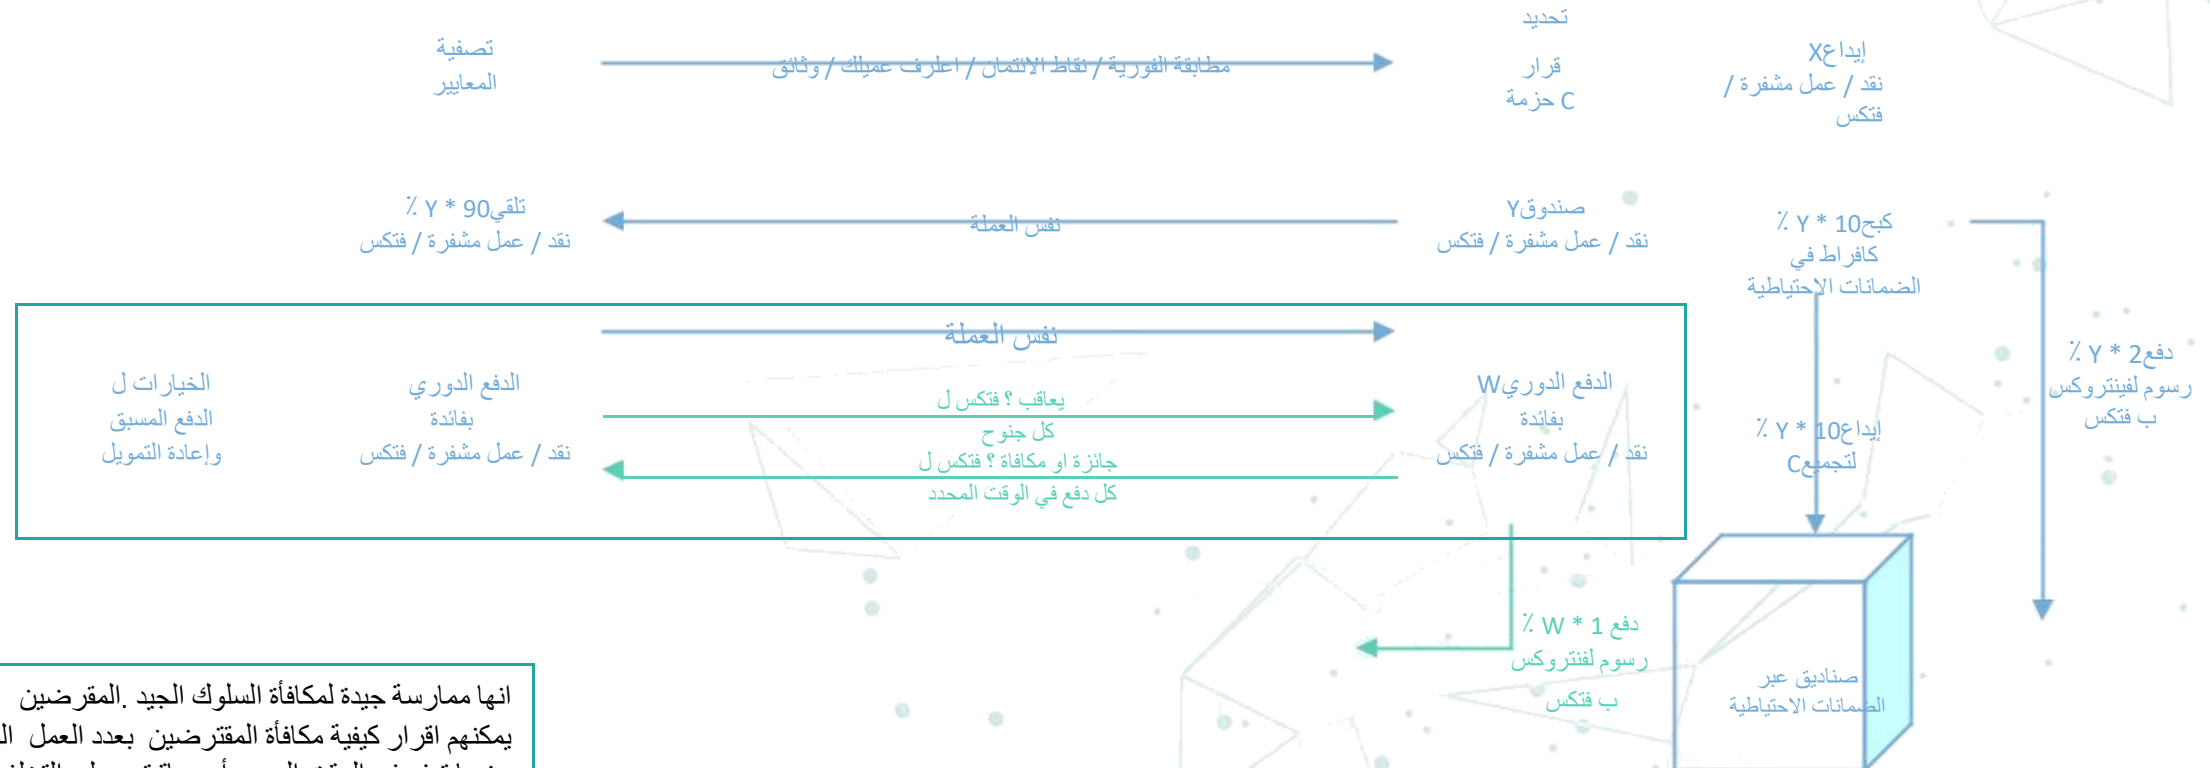 تحديد
قرار
C حزمة
إيداعX
نقد / عمل مشفرة /
فتكس
مطابقة الفورية / نقاط الائتمان / اعلرف عميلك / وثائق
تصفية
المعايير
كبح10 * Y ٪
كافراط في
الضمانات الاحتياطية
صندوقY
نقد / عمل مشفرة / فتكس
نفس العملة
تلقي90 * Y ٪
نقد / عمل مشفرة / فتكس
دفع2 * Y ٪
رسوم لفينتروكس
ب فتكس
إيداع10 * Y ٪
لتجميعC
نفس العملة
الدفع الدوريW
بفائدة
نقد / عمل مشفرة / فتكس
يعاقب ؟ فتكس ل
كل جنوح
جائزة او مكافاة ؟ فتكس ل
كل دفع في الوقت المحدد
الدفع الدوري
بفائدة
نقد / عمل مشفرة / فتكس
الخيارات ل
الدفع المسبق
وإعادة التمويل
دفع 1 * W ٪
رسوم لفنتروكس
ب فتكس
صناديق عبر
الضمانات الاحتياطية
انها ممارسة جيدة لمكافأة السلوك الجيد .المقرضين
يمكنهم اقرار كيفية مكافأة المقترضين بعدد العمل